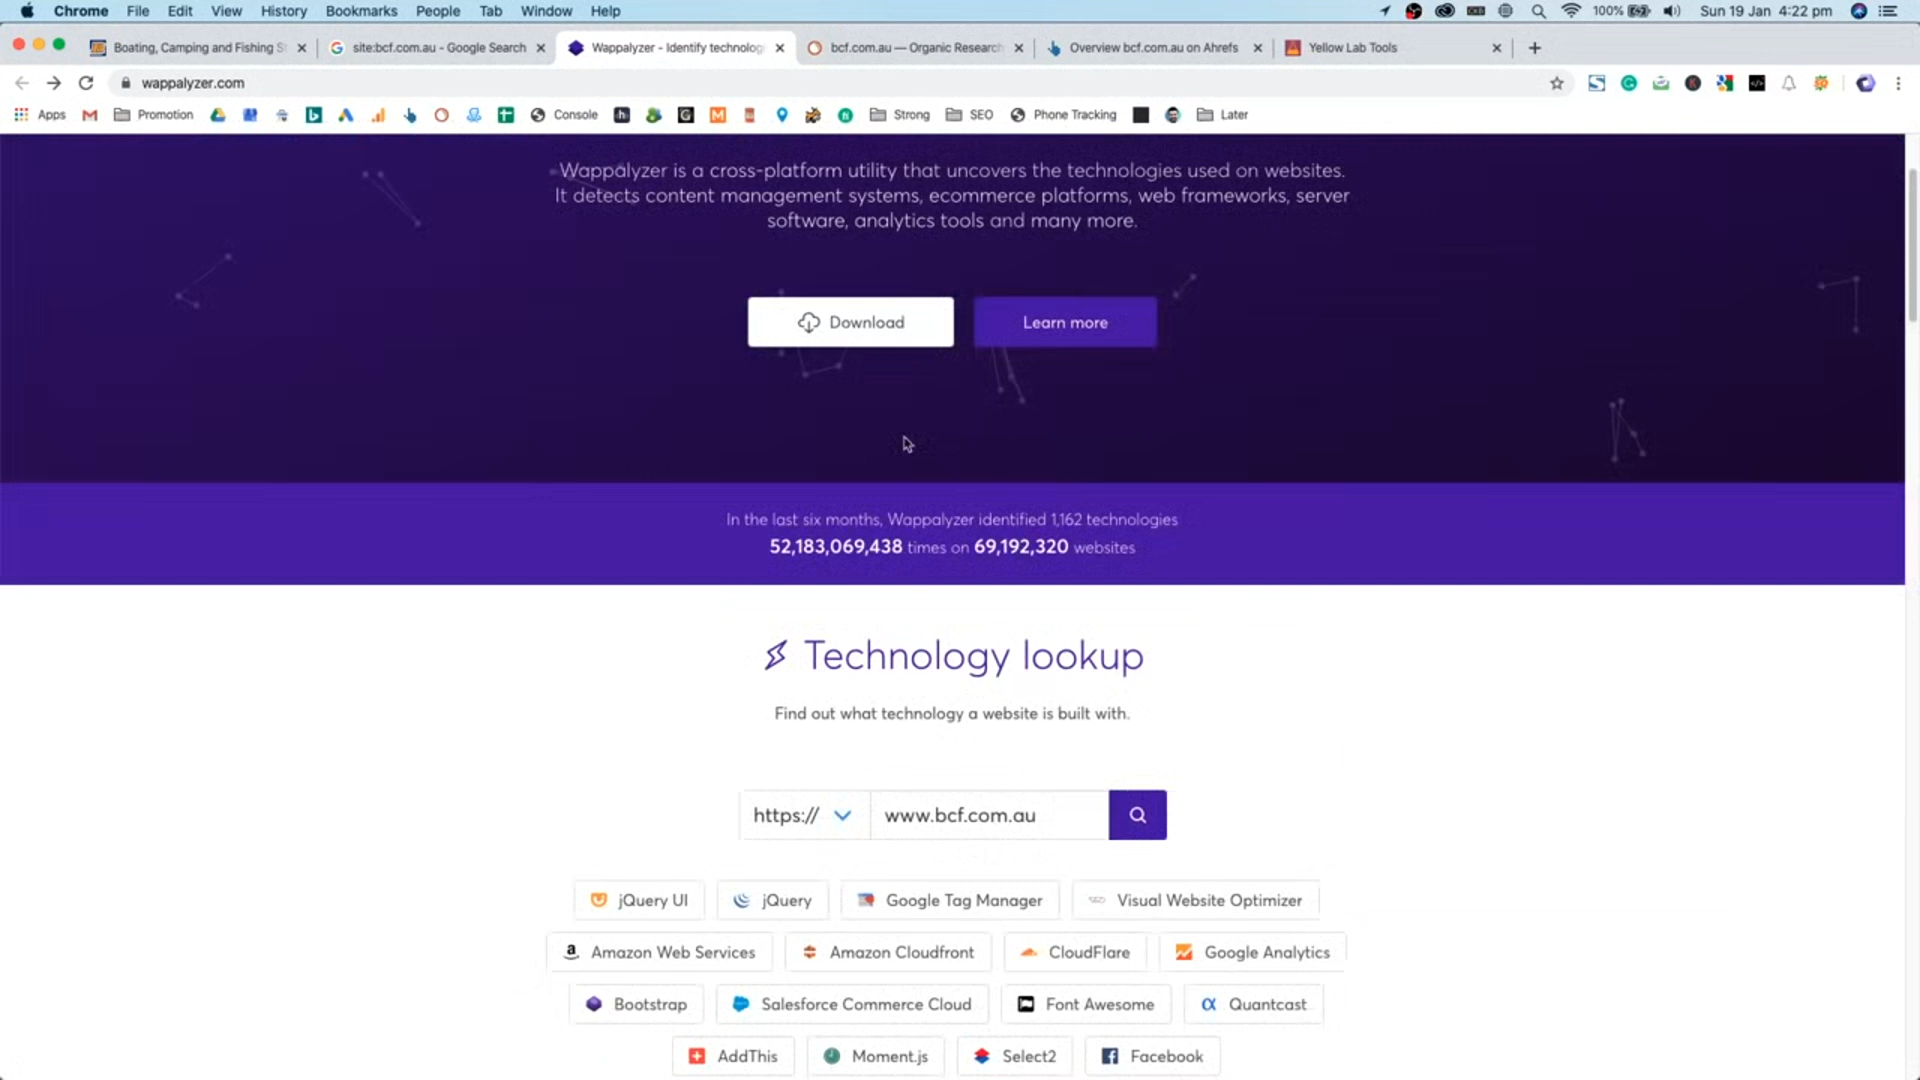 Chrome File Edit View History Bookmarks People Tab Window Help 100% Sun 19 Jan 4:22 pm
Boating, Camping and Fishing S site:bcf.com.au - Google Search Wappalyzer - Identify technolog bcf.com.au — Organic Research Overview bcf.com.au on Ahrefs Yellow Lab Tools
wappalyzer.com
Apps Promotion Console Strong SEO Phone Tracking Later
Wappalyzer is a cross-platform utility that uncovers the technologies used on websites.
It detects content management systems, ecommerce platforms, web frameworks, server
software, analytics tools and many more.
Download Learn more
In the last six months, Wappalyzer identified 1,162 technologies
52,183,069,438 times on 69,192,320 websites
Technology lookup
Find out what technology a website is built with.
https:// www.bcf.com.au
jQuery UI jQuery Google Tag Manager Visual Website Optimizer
Amazon Web Services Amazon Cloudfront CloudFlare Google Analytics
Bootstrap Salesforce Commerce Cloud Font Awesome Quantcast
AddThis Moment.js Select2 Facebook